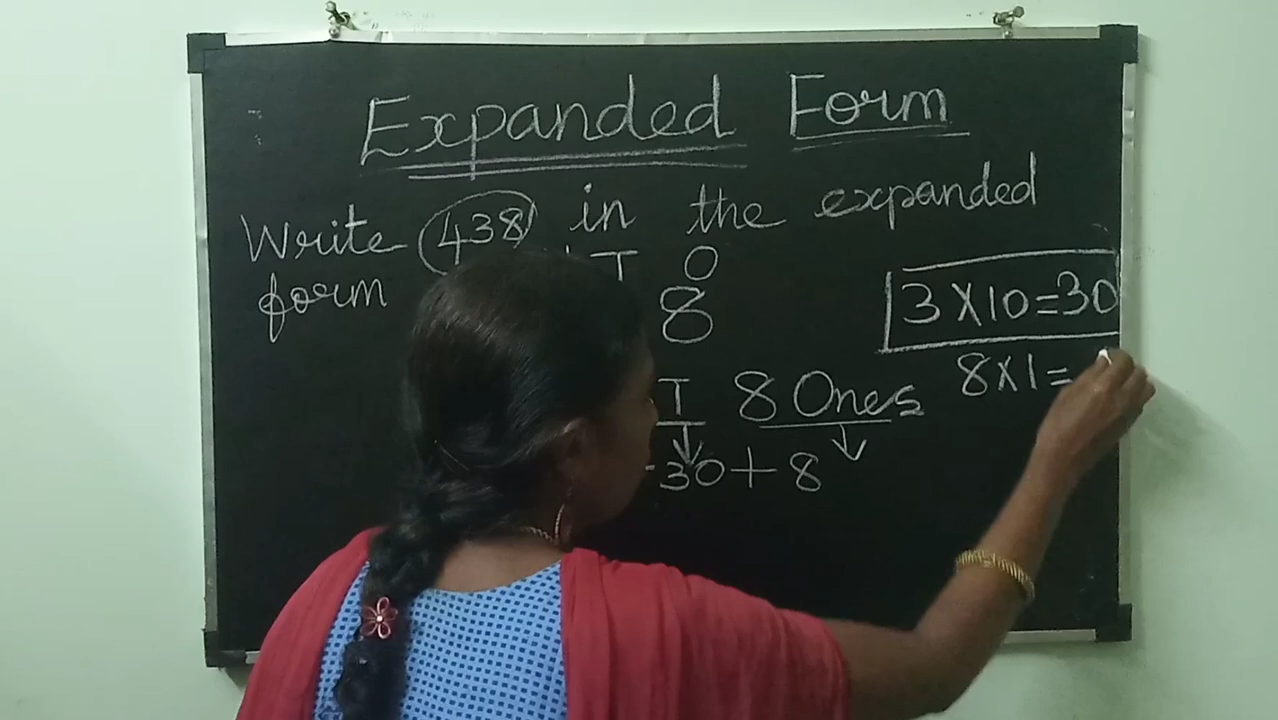 Expanded Form
Write 438 in the expanded
form
T O
8
3 X 10 = 30
8 x 1 =
T 8 Ones
30 + 8